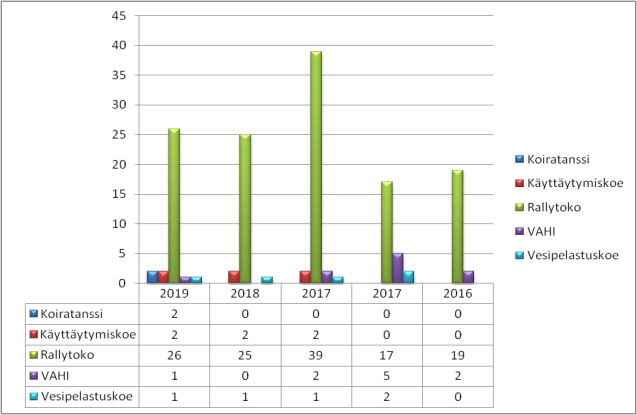 45
40
35
30
25
20
15
10
5
0
Koiratanssi
Käyttäytymiskoe
Rallytoko
VAHI
Vesipelastuskoe
2019 2018 2017 2017 2016
Koiratanssi 2 0 0 0 0
Käyttäytymiskoe 2 2 2 0 0
Rallytoko 26 25 39 17 19
VAHI 1 0 2 5 2
Vesipelastuskoe 1 1 1 2 0